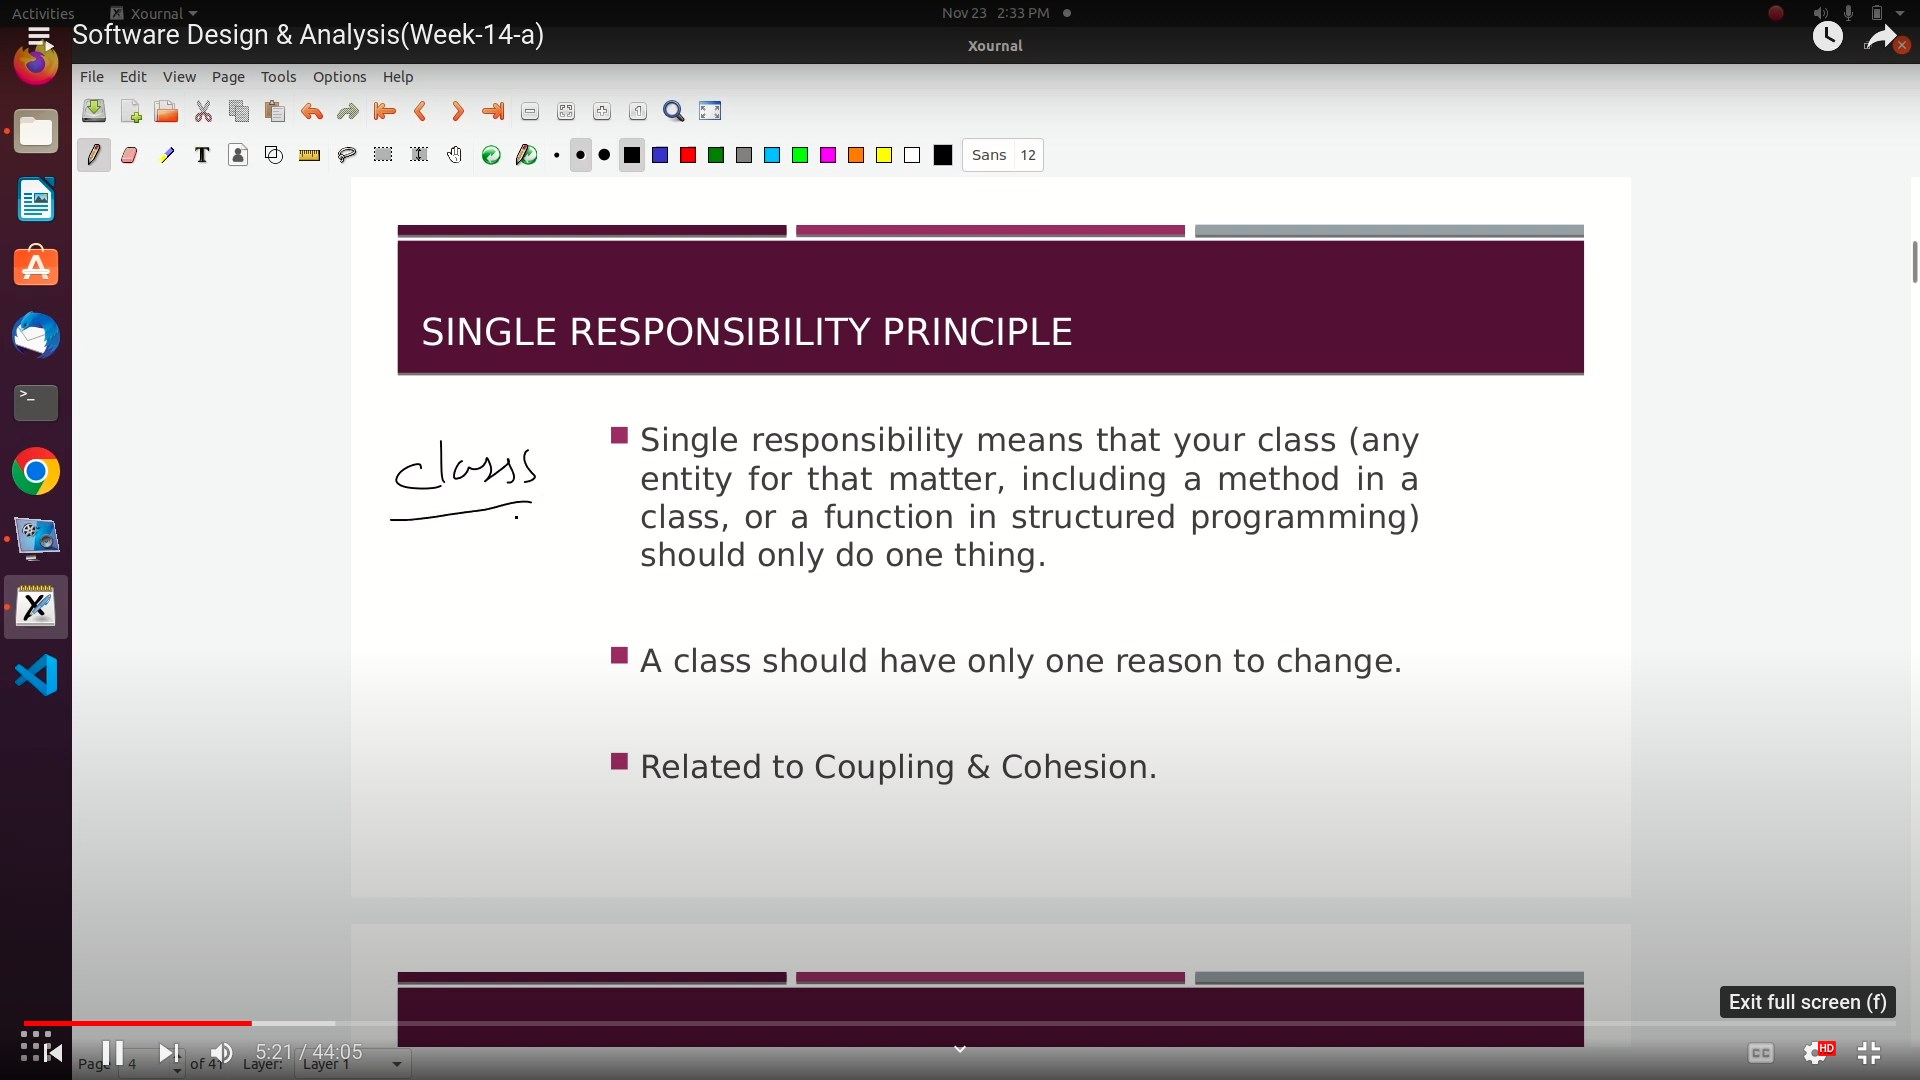 Activities
Xournal
Nov 23 2:33 PM
Software Design & Analysis(Week-14-a)
Xournal
File Edit View Page Tools Options Help
Sans 12
SINGLE RESPONSIBILITY PRINCIPLE
class
Single responsibility means that your class (any
entity for that matter, including a method in a
class, or a function in structured programming)
should only do one thing.
A class should have only one reason to change.
Related to Coupling & Cohesion.
Exit full screen (f)
5:21 / 44:05
CC
HD
Page 4 of 41 Layer: Layer 1